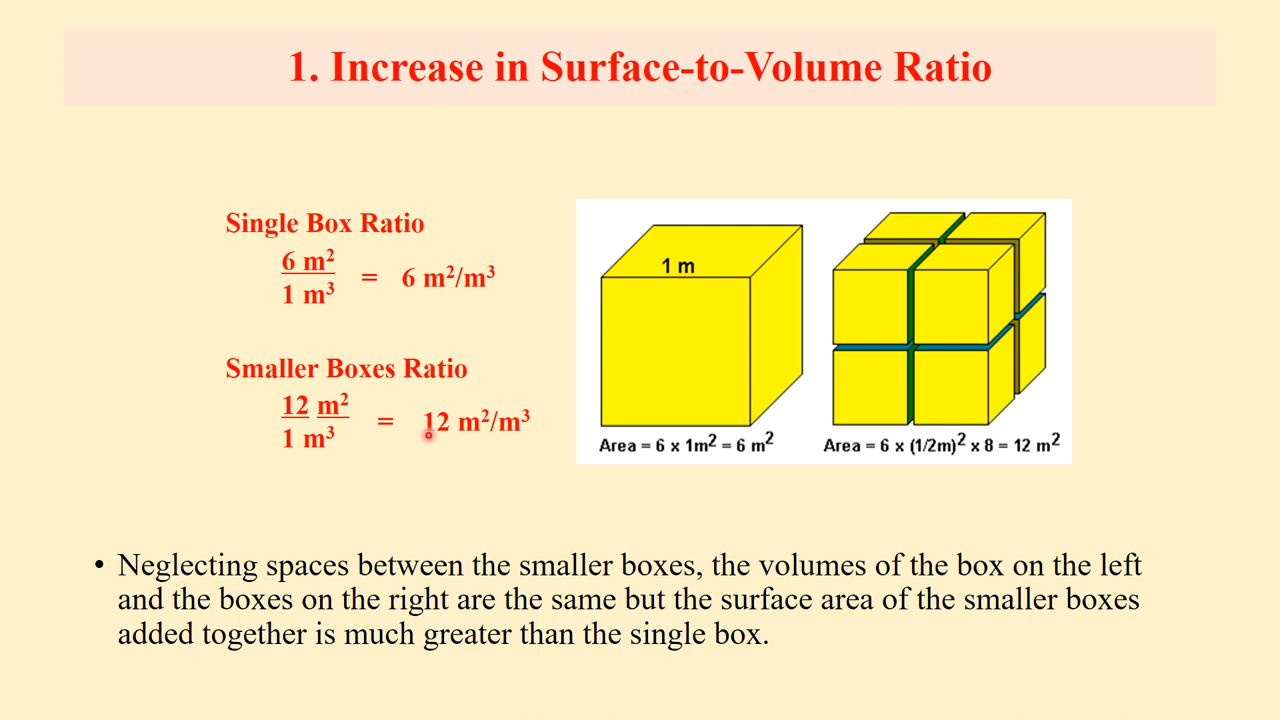 1. Increase in Surface-to-Volume Ratio
Single Box Ratio
6 m²
1 m³
= 6 m²/m³
Smaller Boxes Ratio
12 m²
1 m³
= 12 m²/m³
1 m
Area = 6 x 1m² = 6 m²
Area = 6 x (1/2m)² x 8 = 12 m²
• Neglecting spaces between the smaller boxes, the volumes of the box on the left
and the boxes on the right are the same but the surface area of the smaller boxes
added together is much greater than the single box.